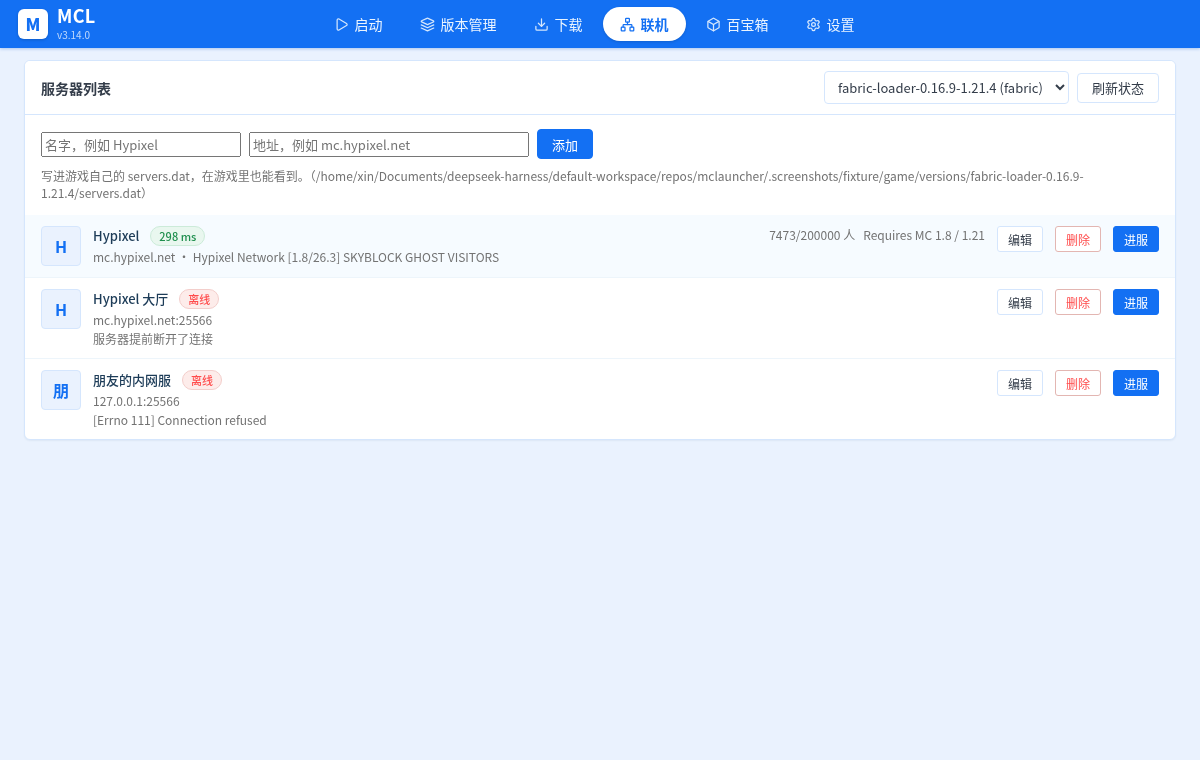 M MCL
v3.14.0
启动 版本管理 下载 联机 百宝箱 设置
服务器列表 fabric-loader-0.16.9-1.21.4 (fabric) 刷新状态
名字，例如 Hypixel 地址，例如 mc.hypixel.net 添加
写进游戏自己的 servers.dat，在游戏里也能看到。（/home/xin/Documents/deepseek-harness/default-workspace/repos/mclauncher/.screenshots/fixture/game/versions/fabric-loader-0.16.9-
1.21.4/servers.dat）
H Hypixel 298 ms 7473/200000 人 Requires MC 1.8 / 1.21 编辑 删除 进服
mc.hypixel.net • Hypixel Network [1.8/26.3] SKYBLOCK GHOST VISITORS
H Hypixel 大厅 离线 编辑 删除 进服
mc.hypixel.net:25566
服务器提前断开了连接
朋 朋友的内网服 离线 编辑 删除 进服
127.0.0.1:25566
[Errno 111] Connection refused